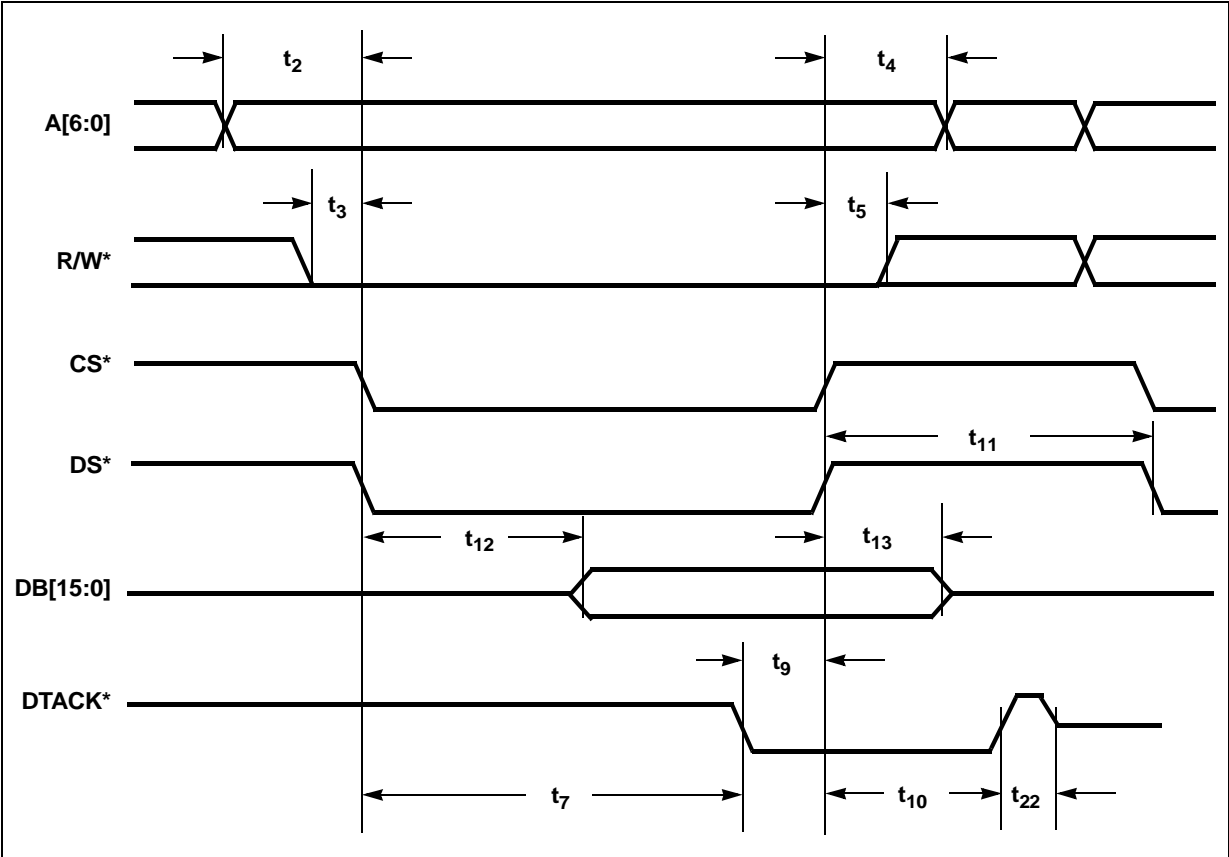 t2
t4
A[6:0]
t3
t5
R/W*
CS*
t11
DS*
t12
t13
DB[15:0]
t9
DTACK*
t7
t10
t22